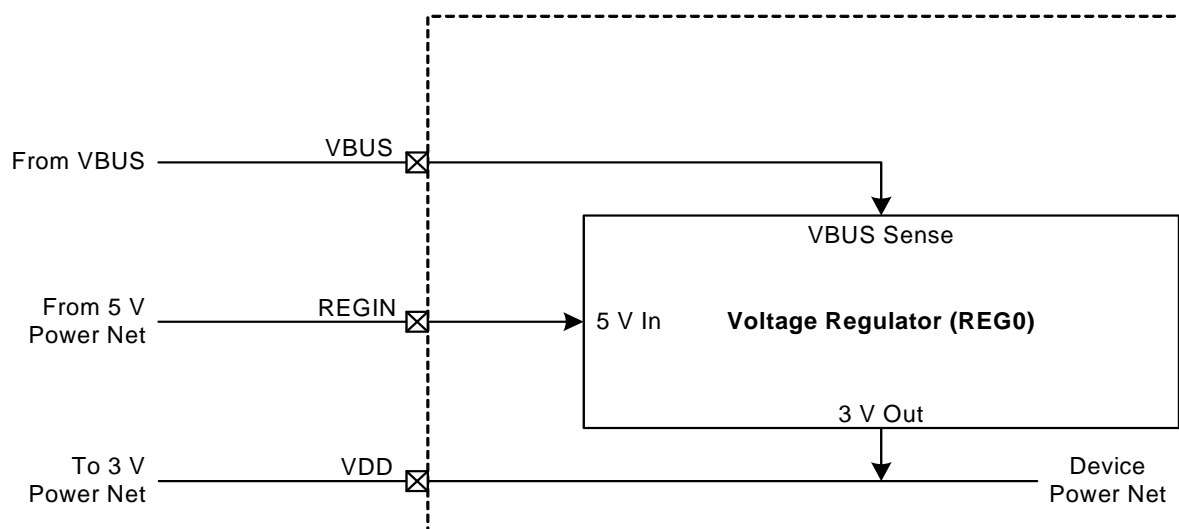 From VBUS
VBUS
VBUS Sense
From 5 V
Power Net
REGIN
5 V In
Voltage Regulator (REG0)
3 V Out
To 3 V
Power Net
VDD
Device
Power Net